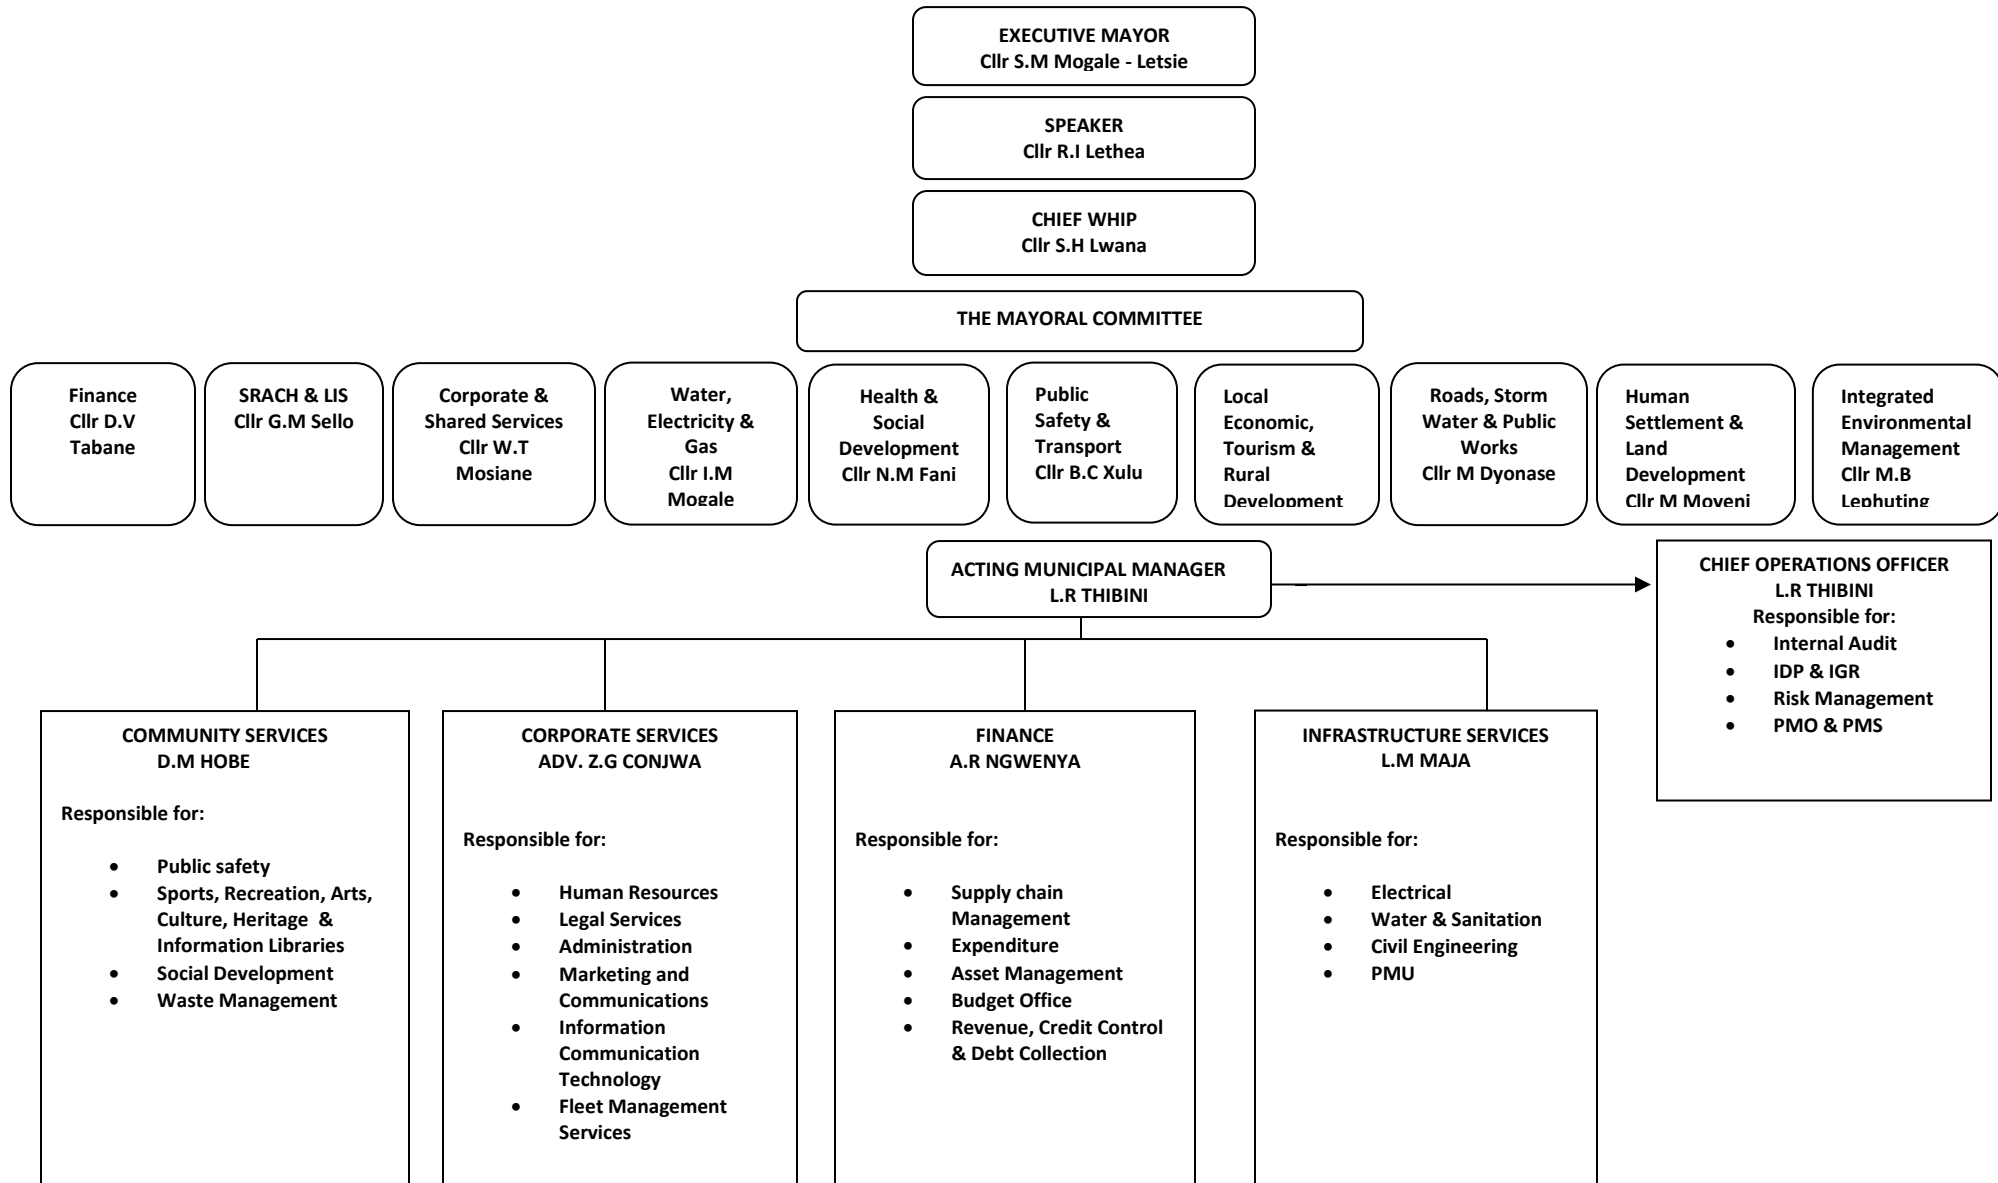 EXECUTIVE MAYOR
Cllr S.M Mogale - Letsie
SPEAKER
Cllr R.I Lethea
CHIEF WHIP
Cllr S.H Lwana
THE MAYORAL COMMITTEE
Finance
Cllr D.V
Tabane
SRACH & LIS
Cllr G.M Sello
Corporate &
Shared Services
Cllr W.T
Mosiane
Water,
Electricity &
Gas
Cllr I.M
Mogale
Health &
Social
Development
Cllr N.M Fani
Public
Safety &
Transport
Cllr B.C Xulu
Local
Economic,
Tourism &
Rural
Development
Roads, Storm
Water & Public
Works
Cllr M Dyonase
Human
Settlement &
Land
Development
Cllr M Moyeni
Integrated
Environmental
Management
Cllr M.B
Lephuting
ACTING MUNICIPAL MANAGER
L.R THIBINI
CHIEF OPERATIONS OFFICER
L.R THIBINI
Responsible for:
• Internal Audit
• IDP & IGR
• Risk Management
• PMO & PMS
COMMUNITY SERVICES
D.M HOBE
Responsible for:
• Public safety
• Sports, Recreation, Arts,
Culture, Heritage &
Information Libraries
• Social Development
• Waste Management
CORPORATE SERVICES
ADV. Z.G CONJWA
Responsible for:
• Human Resources
• Legal Services
• Administration
• Marketing and
Communications
• Information
Communication
Technology
• Fleet Management
Services
FINANCE
A.R NGWENYA
Responsible for:
• Supply chain
Management
• Expenditure
• Asset Management
• Budget Office
• Revenue, Credit Control
& Debt Collection
INFRASTRUCTURE SERVICES
L.M MAJA
Responsible for:
• Electrical
• Water & Sanitation
• Civil Engineering
• PMU